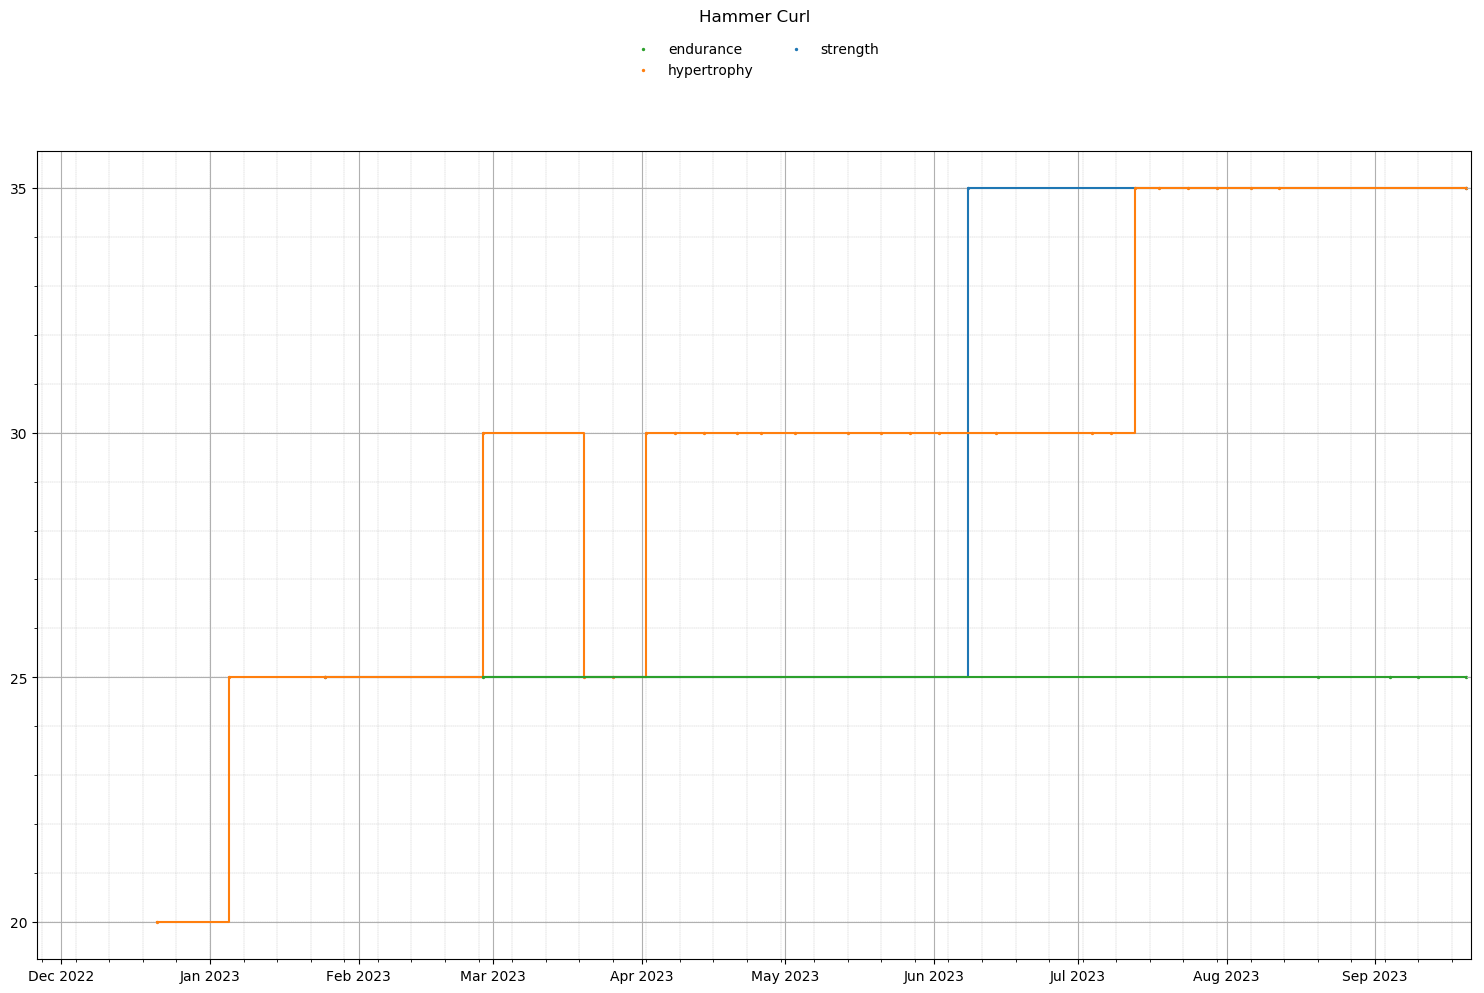 Hammer Curl
endurance
hypertrophy
strength
35
30
25
20
Dec 2022
Jan 2023
Feb 2023
Mar 2023
Apr 2023
May 2023
Jun 2023
Jul 2023
Aug 2023
Sep 2023